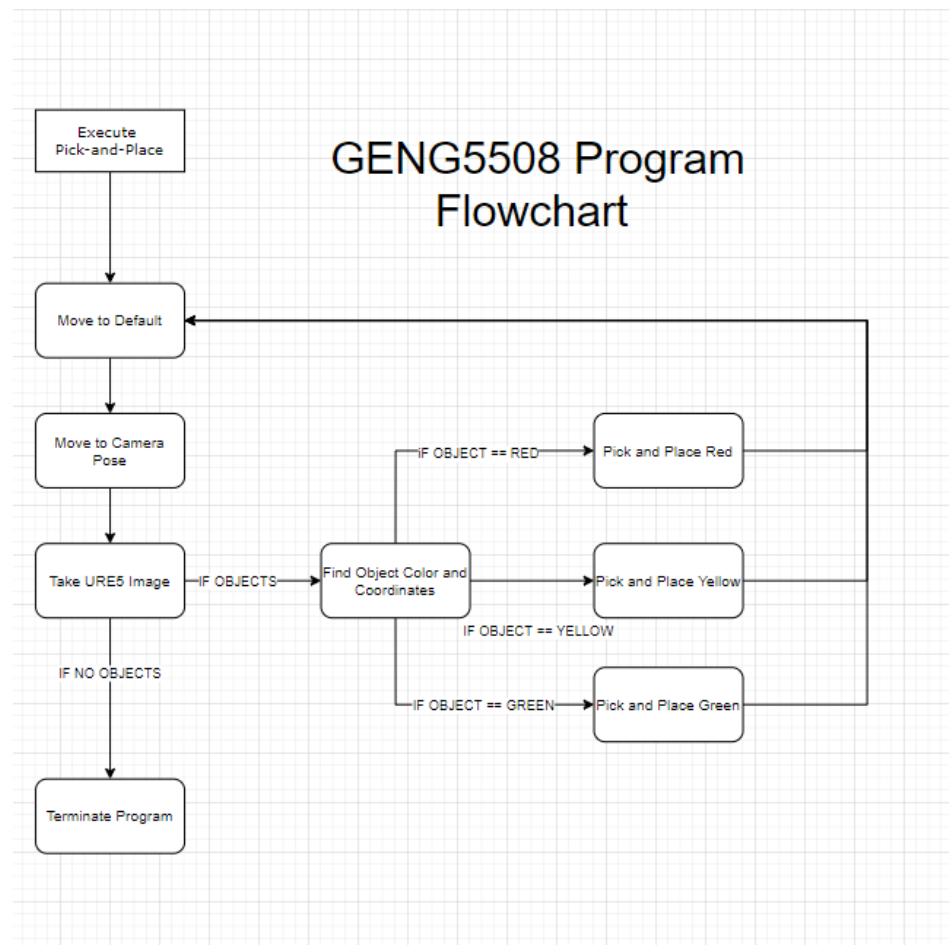 Execute
Pick-and-Place
GENG5508 Program
Flowchart
Move to Default
Move to Camera
Pose
IF OBJECT == RED
Pick and Place Red
Take URE5 Image
IF OBJECTS
Find Object Color and
Coordinates
Pick and Place Yellow
IF OBJECT == YELLOW
IF NO OBJECTS
IF OBJECT == GREEN
Pick and Place Green
Terminate Program